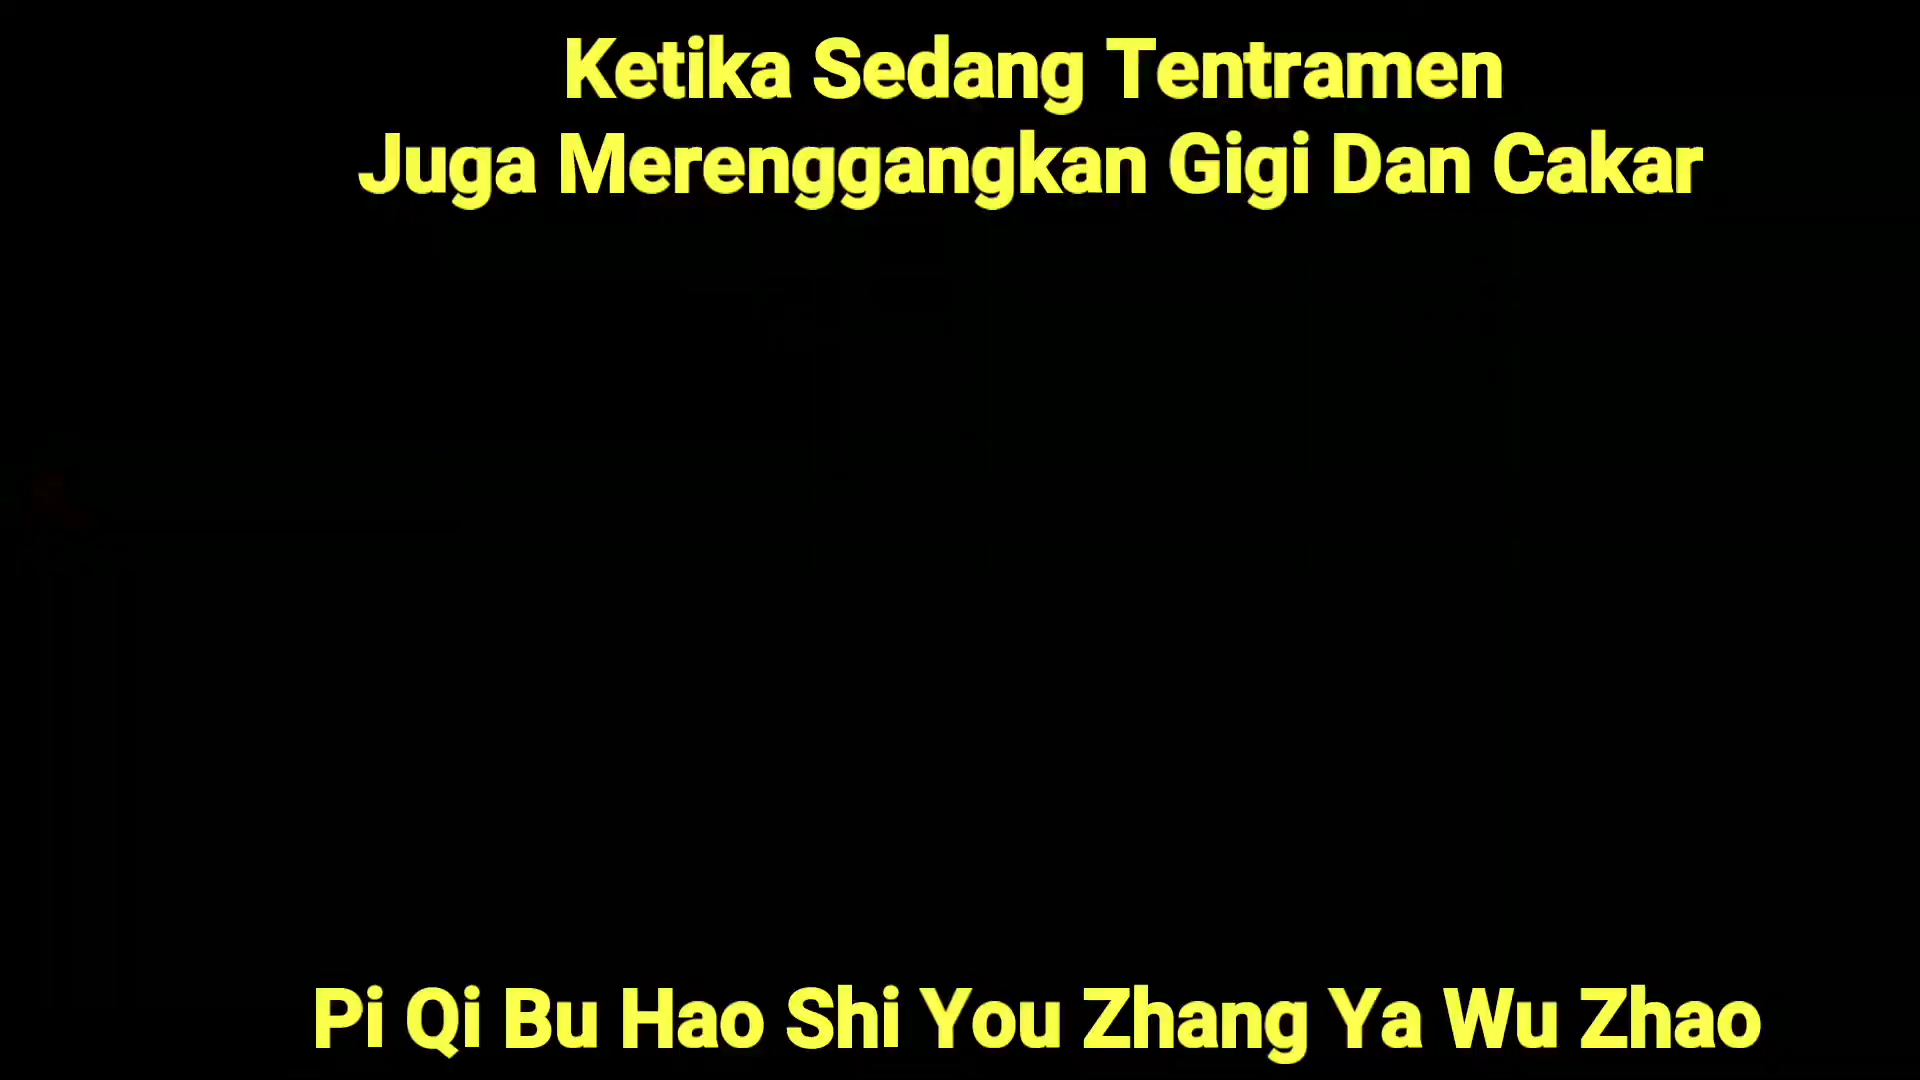 Ketika Sedang Tentramen
Juga Merenggangkan Gigi Dan Cakar
Pi Qi Bu Hao Shi You Zhang Ya Wu Zhao